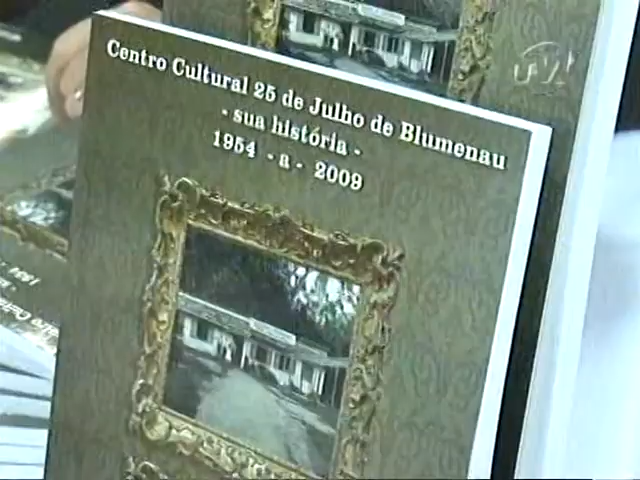 Centro Cultural 25 de Julho de Blumenau
- sua história -
1954 - a - 2009